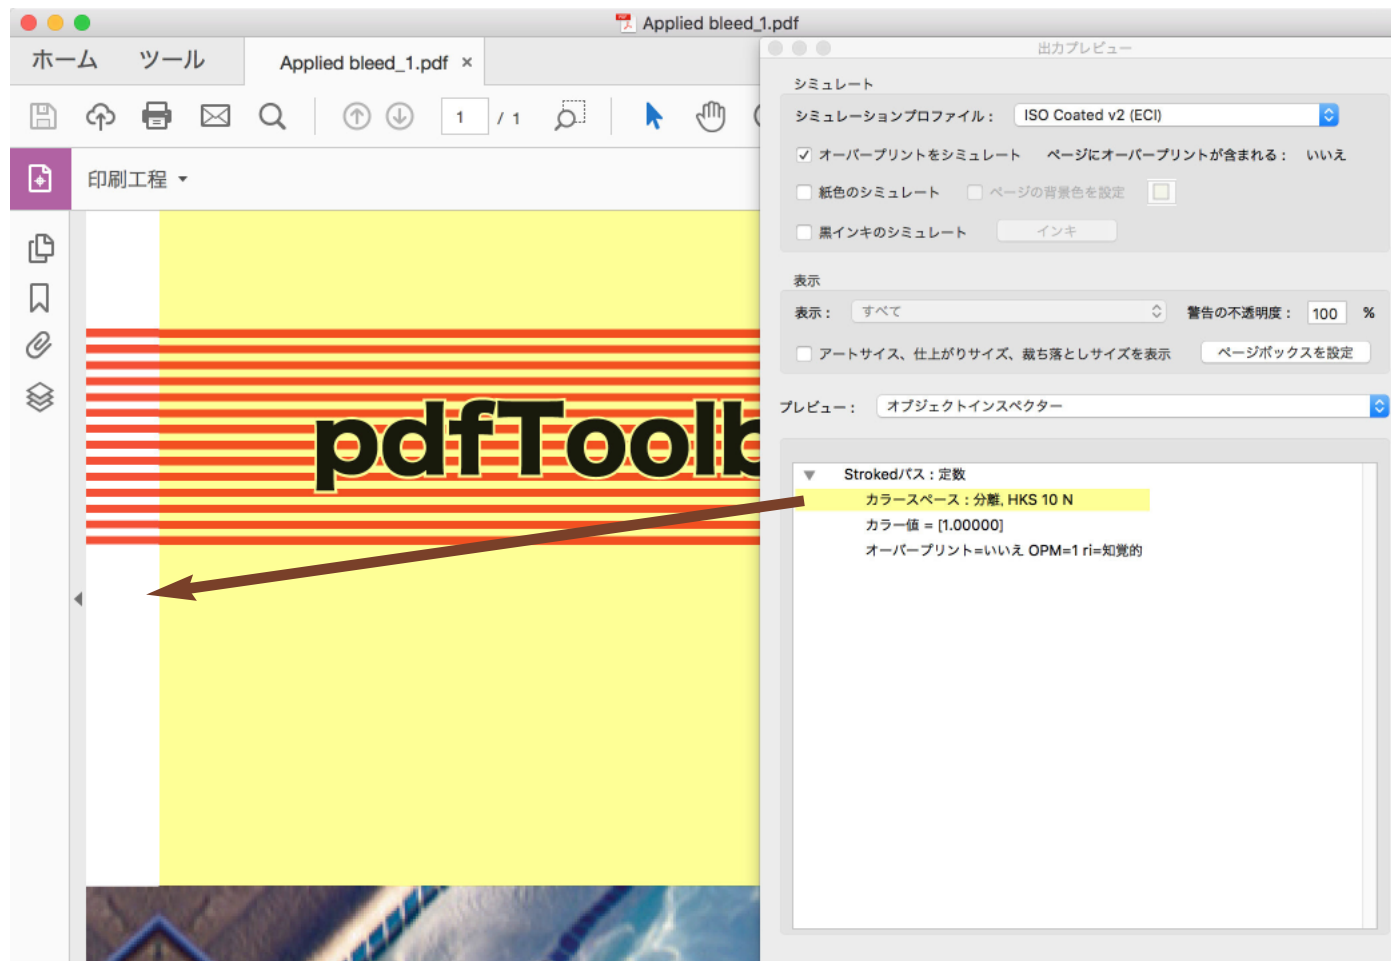 Applied bleed_1.pdf
ホーム ツール Applied bleed_1.pdf ×
1 / 1
印刷工程
pdfToolb
出力プレビュー
シミュレート
シミュレーションプロファイル： ISO Coated v2 (ECI)
オーバープリントをシミュレート ページにオーバープリントが含まれる： いいえ
紙色のシミュレート ページの背景色を設定
黒インキのシミュレート インキ
表示
表示： すべて 警告の不透明度： 100 %
アートサイス、仕上がりサイズ、裁ち落としサイズを表示 ページボックスを設定
プレビュー： オブジェクトインスペクター
Strokedパス：定数
カラースペース：分離, HKS 10 N
カラー値 = [1.00000]
オーバープリント=いいえ OPM=1 ri=知覚的